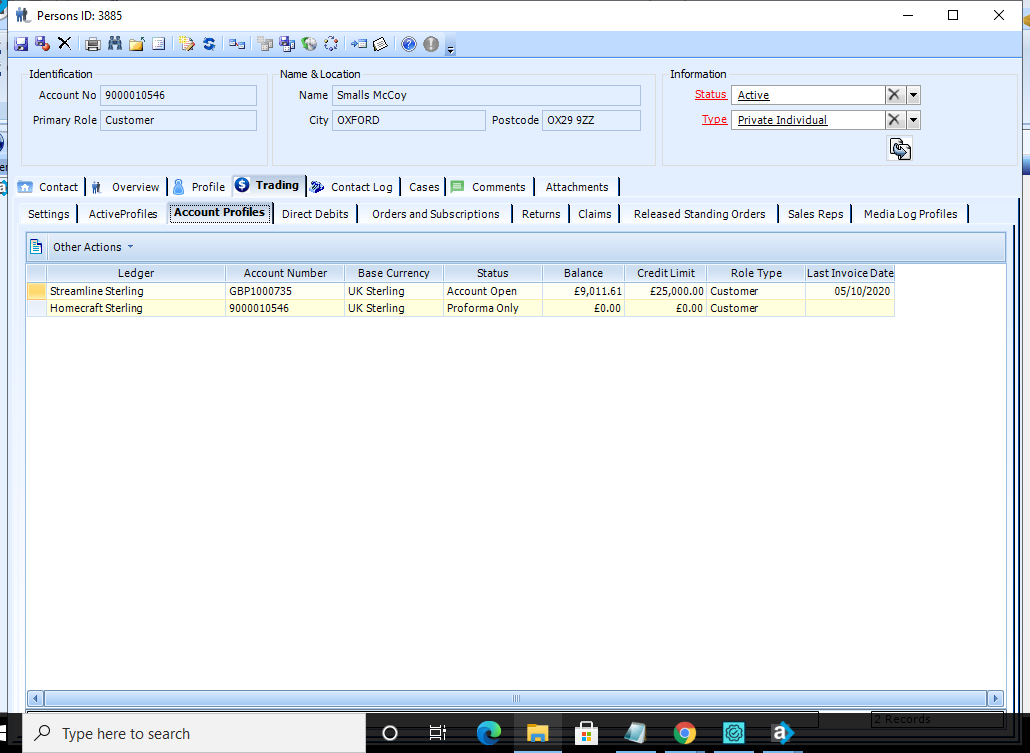 Persons ID: 3885
Identification
Account No 9000010546
Primary Role Customer
Name & Location
Name Smalls McCoy
City OXFORD Postcode OX29 9ZZ
Information
Status Active
Type Private Individual
Contact Overview Profile Trading Contact Log Cases Comments Attachments
Settings ActiveProfiles Account Profiles Direct Debits Orders and Subscriptions Returns Claims Released Standing Orders Sales Reps Media Log Profiles
Other Actions
Ledger Account Number Base Currency Status Balance Credit Limit Role Type Last Invoice Date
Streamline Sterling GBP1000735 UK Sterling Account Open £9,011.61 £25,000.00 Customer 05/10/2020
Homecraft Sterling 9000010546 UK Sterling Proforma Only £0.00 £0.00 Customer
2 Records
Type here to search